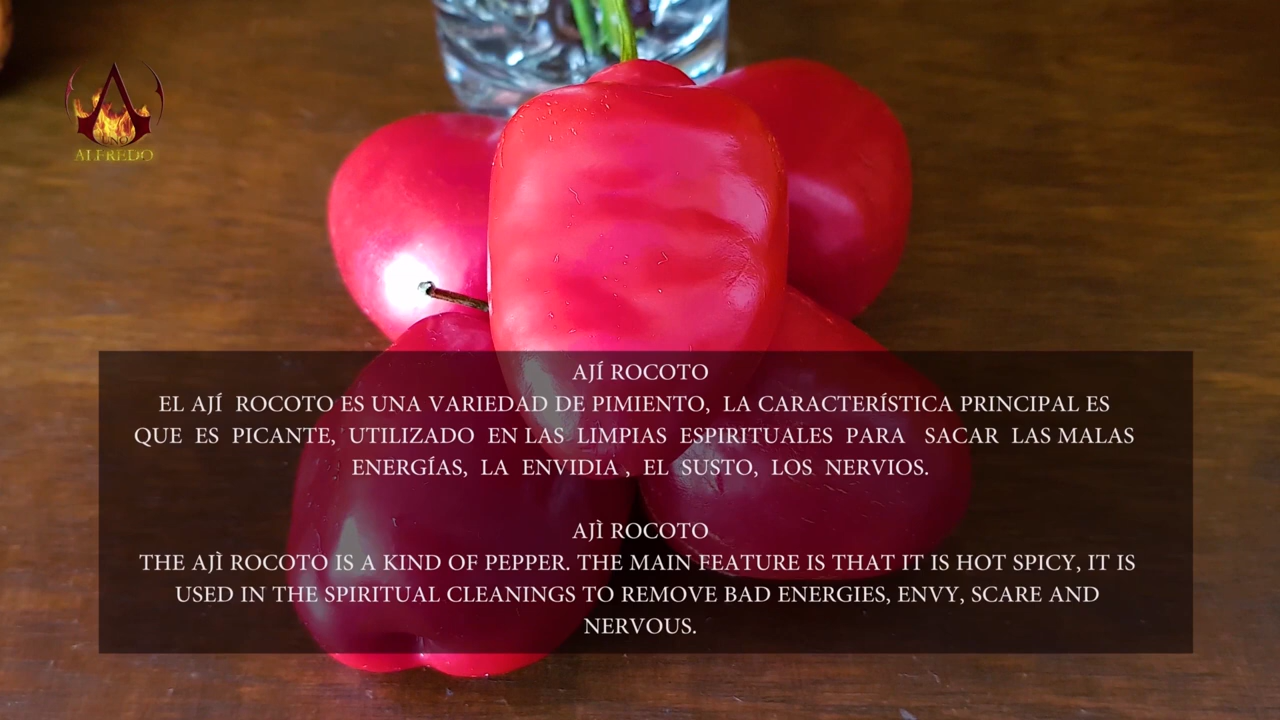 UNO
ALFREDO
AJÍ ROCOTO
EL AJÍ ROCOTO ES UNA VARIEDAD DE PIMIENTO, LA CARACTERÍSTICA PRINCIPAL ES
QUE ES PICANTE, UTILIZADO EN LAS LIMPIAS ESPIRITUALES PARA SACAR LAS MALAS
ENERGÍAS, LA ENVIDIA , EL SUSTO, LOS NERVIOS.
AJÌ ROCOTO
THE AJÌ ROCOTO IS A KIND OF PEPPER. THE MAIN FEATURE IS THAT IT IS HOT SPICY, IT IS
USED IN THE SPIRITUAL CLEANINGS TO REMOVE BAD ENERGIES, ENVY, SCARE AND
NERVOUS.